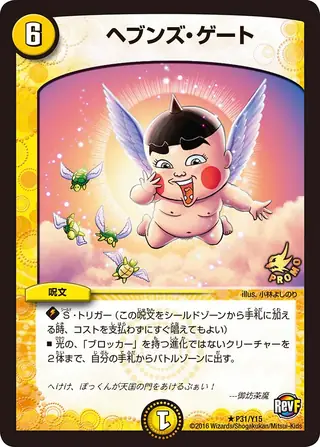 6
ヘブンズ・ゲート
PROMO
illus. 小林よしのり
呪文
S・トリガー(この呪文をシールドゾーンから手札に加える時、コストを支払わずにすぐ唱えてもよい)
■ 光の、「ブロッカー」を持つ進化ではないクリーチャーを2体まで、自分の手札からバトルゾーンに出す。
へけけ、ぼっくんが天国の門をあけるぶぁい!
---御坊茶魔
1
RevF
★P31/Y15
©2016 Wizards/Shogakukan/Mitsui-Kids